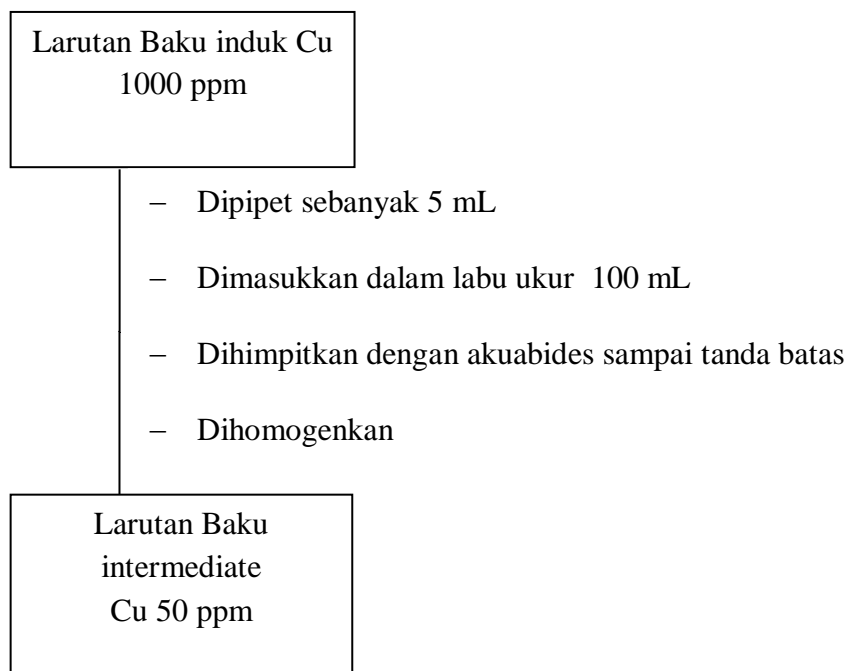 Larutan Baku induk Cu
1000 ppm
– Dipipet sebanyak 5 mL
– Dimasukkan dalam labu ukur 100 mL
– Dihimpitkan dengan akuabides sampai tanda batas
– Dihomogenkan
Larutan Baku
intermediate
Cu 50 ppm